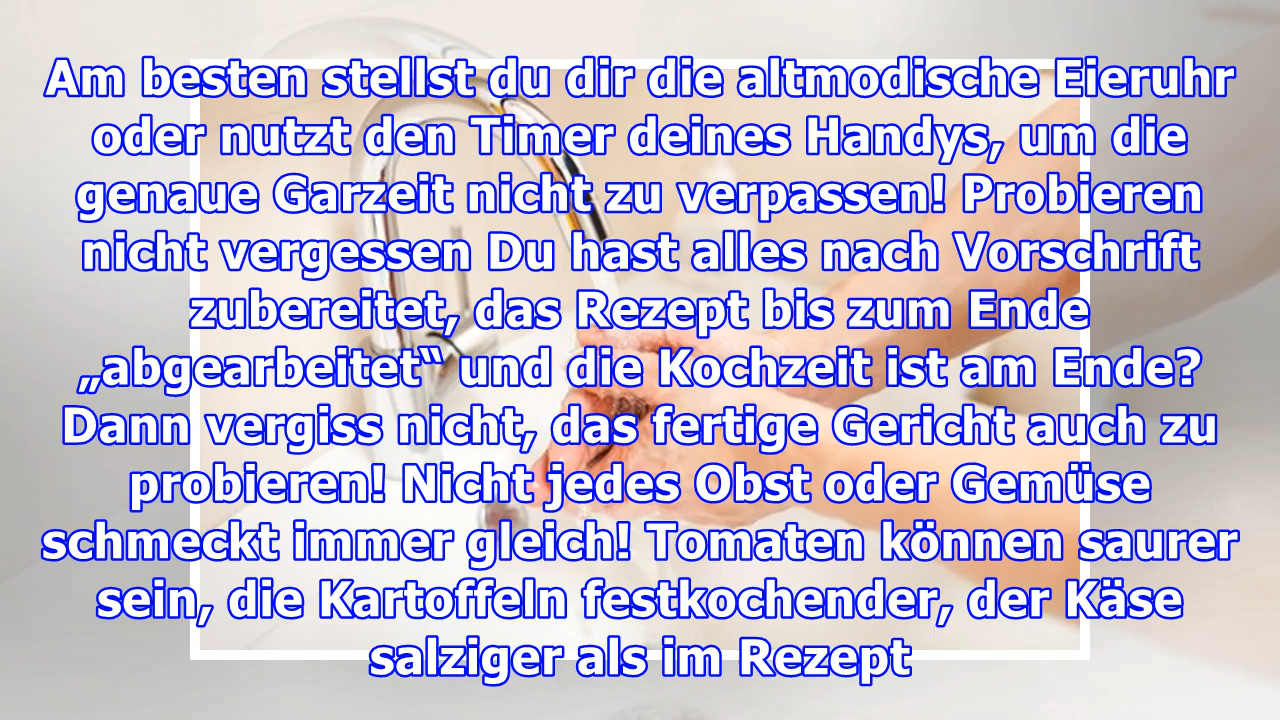 Am besten stellst du dir die altmodische Eieruhr
oder nutzt den Timer deines Handys, um die
genaue Garzeit nicht zu verpassen! Probieren
nicht vergessen Du hast alles nach Vorschrift
zubereitet, das Rezept bis zum Ende
„abgearbeitet“ und die Kochzeit ist am Ende?
Dann vergiss nicht, das fertige Gericht auch zu
probieren! Nicht jedes Obst oder Gemüse
schmeckt immer gleich! Tomaten können saurer
sein, die Kartoffeln festkochender, der Käse
salziger als im Rezept